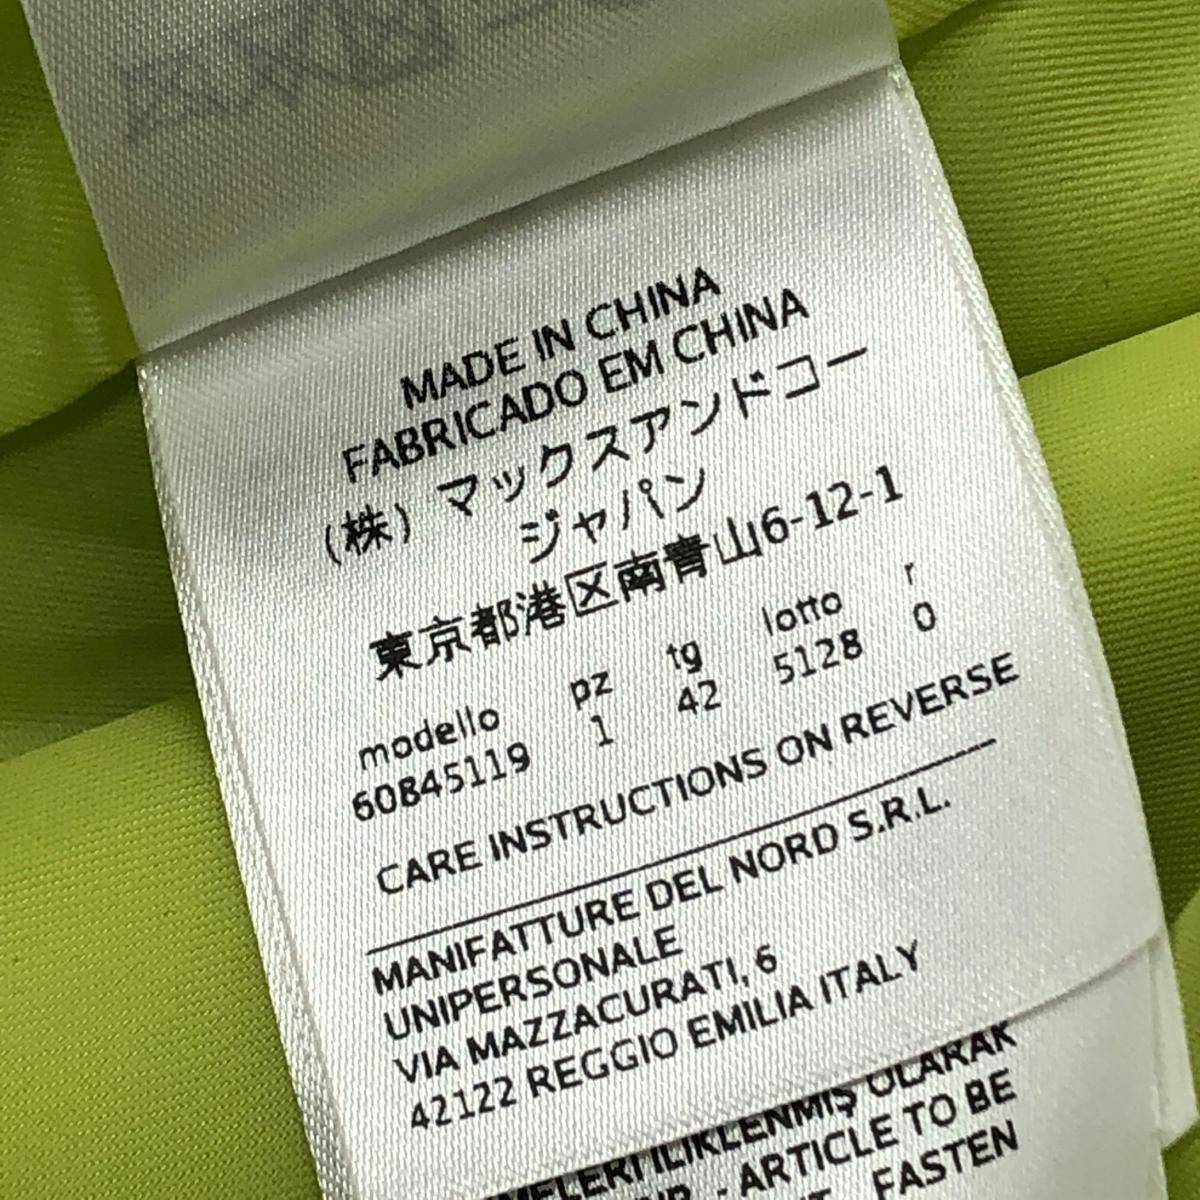 MADE IN CHINA
FABRICADO EM CHINA
(株) マックスアンドコー
ジャパン
東京都港区南青山6-12-1
modello pz tg lotto r
60845119 1 42 5128 0
CARE INSTRUCTIONS ON REVERSE
MANIFATTURE DEL NORD S.R.L.
UNIPERSONALE
VIA MAZZACURATI, 6
42122 REGGIO EMILIA ITALY
OLARAK
- ARTICLE TO BE
FASTEN